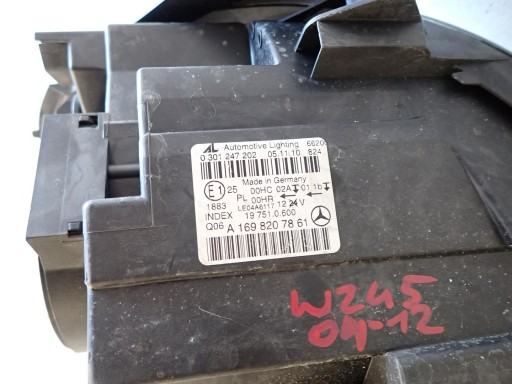 AL Automotive Lighting 6620
0 301 247 202 05.11.10 824
Made in Germany
E1 25 00HC 02A 01 1b
1883 PL 00HR
LE04A6117 12 24 V
INDEX 19 751.0.600
Q06 A 169 820 78 61
W245
04-12